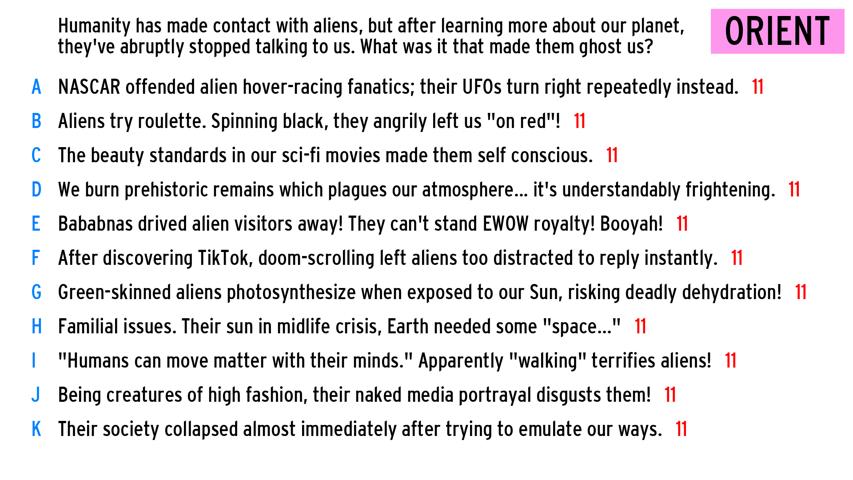 Humanity has made contact with aliens, but after learning more about our planet,
they've abruptly stopped talking to us. What was it that made them ghost us?
ORIENT
A NASCAR offended alien hover-racing fanatics; their UFOs turn right repeatedly instead. 11
B Aliens try roulette. Spinning black, they angrily left us "on red"! 11
C The beauty standards in our sci-fi movies made them self conscious. 11
D We burn prehistoric remains which plagues our atmosphere... it's understandably frightening. 11
E Bababnas drived alien visitors away! They can't stand EWOW royalty! Booyah! 11
F After discovering TikTok, doom-scrolling left aliens too distracted to reply instantly. 11
G Green-skinned aliens photosynthesize when exposed to our Sun, risking deadly dehydration! 11
H Familial issues. Their sun in midlife crisis, Earth needed some "space..." 11
I "Humans can move matter with their minds." Apparently "walking" terrifies aliens! 11
J Being creatures of high fashion, their naked media portrayal disgusts them! 11
K Their society collapsed almost immediately after trying to emulate our ways. 11